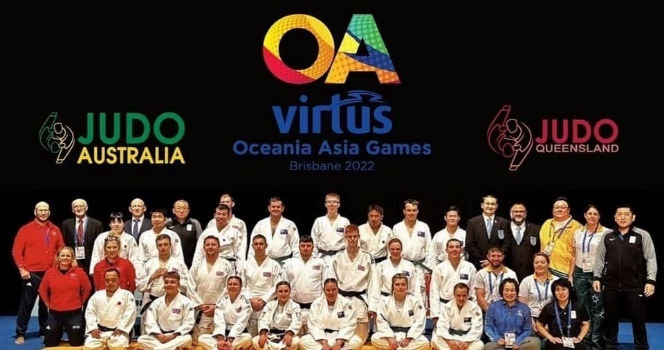 OA
virtus
Oceania Asia Games
Brisbane 2022
JUDO
AUSTRALIA
JUDO
QUEENSLAND